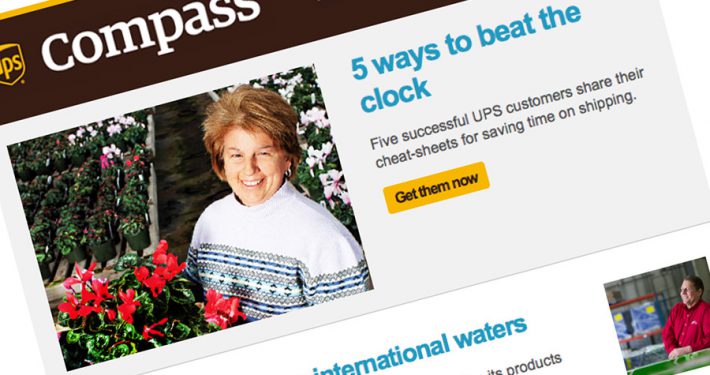 ups
Compass
5 ways to beat the
clock
Five successful UPS customers share their
cheat-sheets for saving time on shipping.
Get them now
international waters
its products